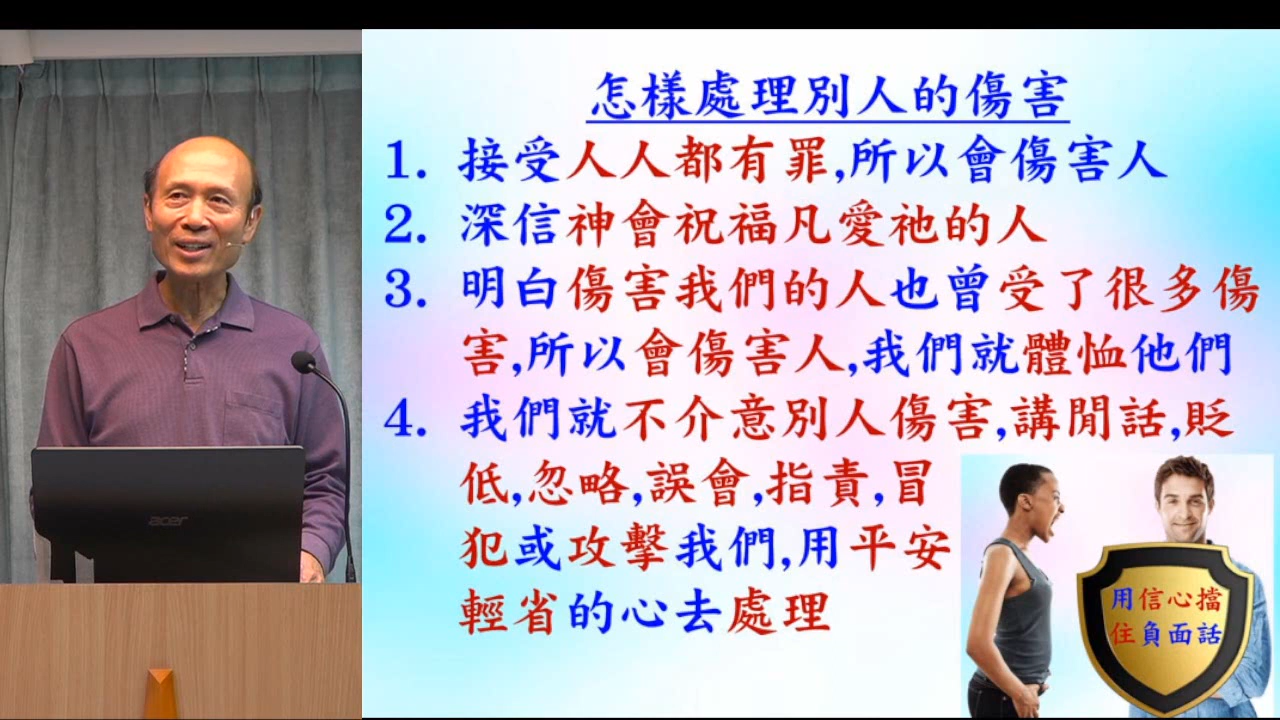 怎樣處理別人的傷害
1. 接受人人都有罪,所以會傷害人
2. 深信神會祝福凡愛祂的人
3. 明白傷害我們的人也曾受了很多傷
害,所以會傷害人,我們就體恤他們
4. 我們就不介意別人傷害,講閒話,貶
低,忽略,誤會,指責,冒
犯或攻擊我們,用平安
輕省的心去處理
用信心擋
住負面話
acer